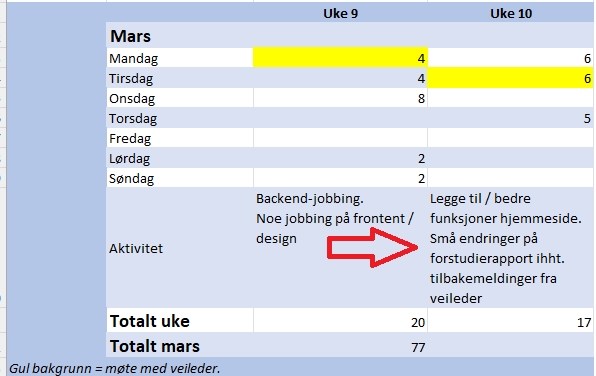 Uke 9 Uke 10
Mars
Mandag 4 6
Tirsdag 4 6
Onsdag 8
Torsdag 5
Fredag
Lørdag 2
Søndag 2
Aktivitet
Backend-jobbing.
Noe jobbing på frontent /
design
Legge til / bedre
funksjoner hjemmeside.
Små endringer på
forstudierapport ihht.
tilbakemeldinger fra
veileder
Totalt uke 20 17
Totalt mars 77
Gul bakgrunn = møte med veileder.